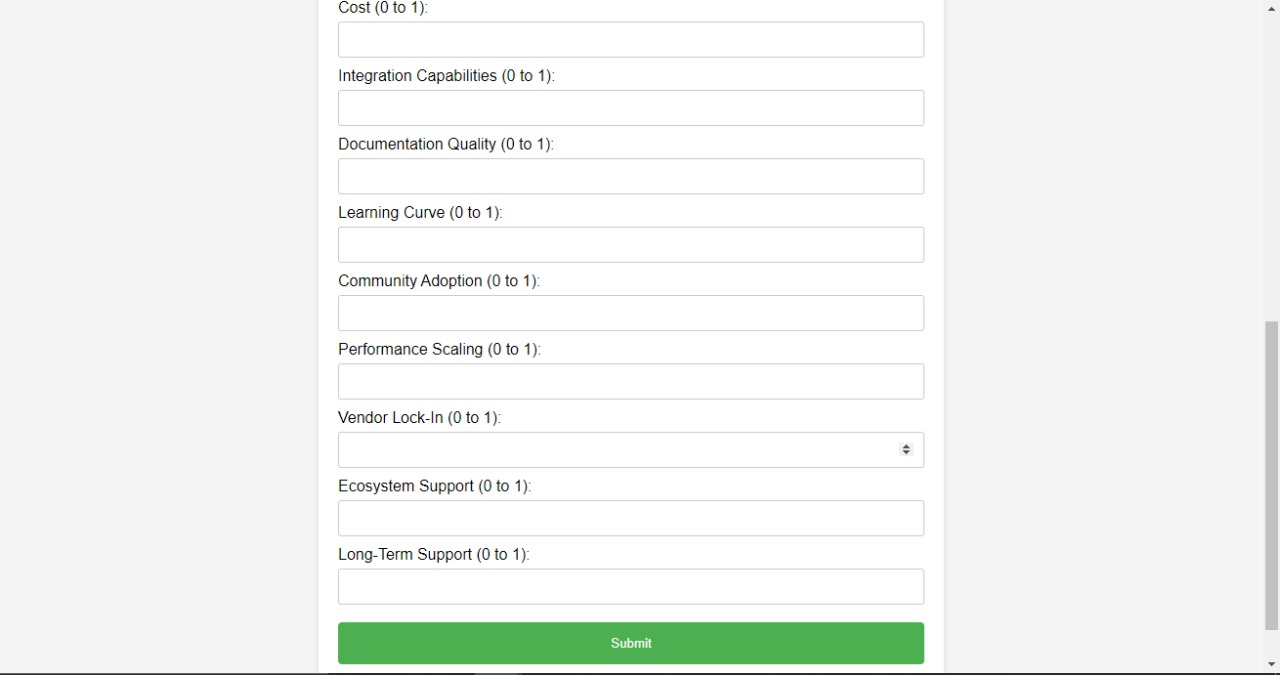 Cost (0 to 1):
Integration Capabilities (0 to 1):
Documentation Quality (0 to 1):
Learning Curve (0 to 1):
Community Adoption (0 to 1):
Performance Scaling (0 to 1):
Vendor Lock-In (0 to 1):
Ecosystem Support (0 to 1):
Long-Term Support (0 to 1):
Submit